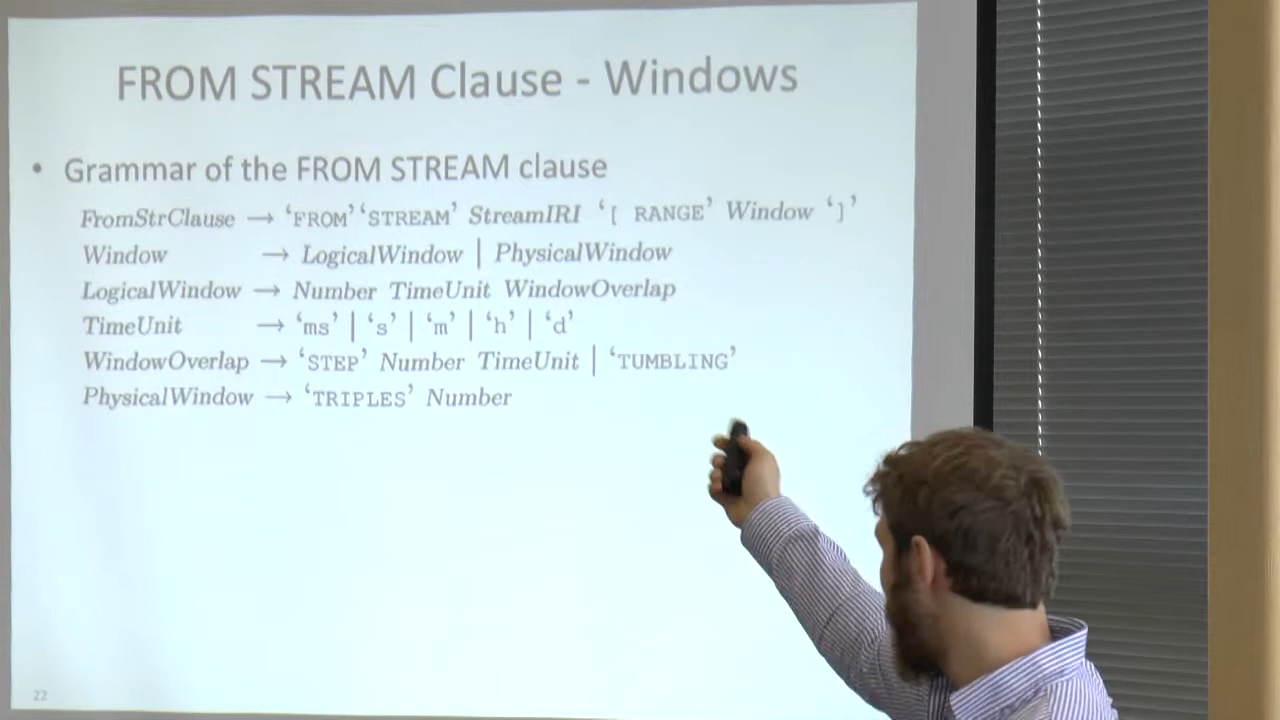 FROM STREAM Clause - Windows
• Grammar of the FROM STREAM clause
FromStrClause → ‘FROM’ ‘STREAM’ StreamIRI ‘[ RANGE’ Window ‘]’
Window → LogicalWindow | PhysicalWindow
LogicalWindow → Number TimeUnit WindowOverlap
TimeUnit → ‘ms’ | ‘s’ | ‘m’ | ‘h’ | ‘d’
WindowOverlap → ‘STEP’ Number TimeUnit | ‘TUMBLING’
PhysicalWindow → ‘TRIPLES’ Number
22